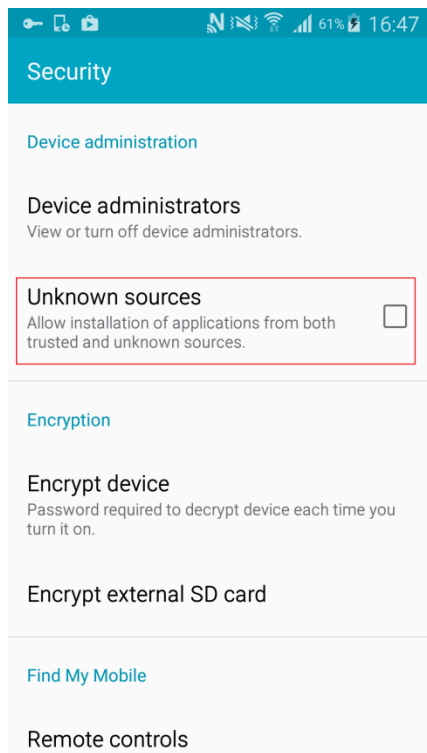 61% 16:47
Security
Device administration
Device administrators
View or turn off device administrators.
Unknown sources
Allow installation of applications from both
trusted and unknown sources.
Encryption
Encrypt device
Password required to decrypt device each time you
turn it on.
Encrypt external SD card
Find My Mobile
Remote controls